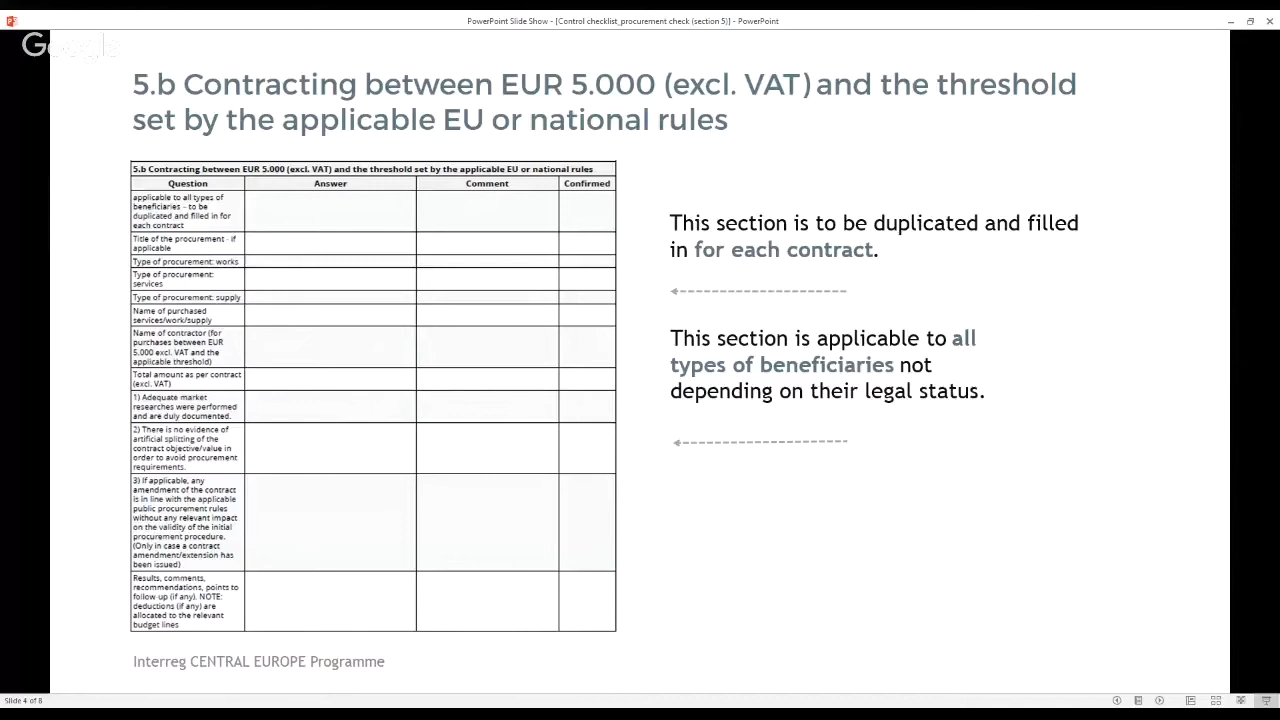 PowerPoint Slide Show - [Control checklist_procurement check (section 5)] - PowerPoint
Google
5.b Contracting between EUR 5.000 (excl. VAT) and the threshold
set by the applicable EU or national rules
5.b Contracting between EUR 5.000 (excl. VAT) and the threshold set by the applicable EU or national rules
Question Answer Comment Confirmed
applicable to all types of
beneficiaries - to be
duplicated and filled in for
each contract
Title of the procurement - if
applicable
Type of procurement: works
Type of procurement:
services
Type of procurement: supply
Name of purchased
services/work/supply
Name of contractor (for
purchases between EUR
5.000 excl. VAT and the
applicable threshold)
Total amount as per contract
(excl. VAT)
1) Adequate market
researches were performed
and are duly documented.
2) There is no evidence of
artificial splitting of the
contract objective/value in
order to avoid procurement
requirements.
3) If applicable, any
amendment of the contract
is in line with the applicable
public procurement rules
without any relevant impact
on the validity of the initial
procurement procedure.
(Only in case a contract
amendment/extension has
been issued)
Results, comments,
recommendations, points to
follow-up (if any). NOTE:
deductions (if any) are
allocated to the relevant
budget lines
This section is to be duplicated and filled
in for each contract.
This section is applicable to all
types of beneficiaries not
depending on their legal status.
Interreg CENTRAL EUROPE Programme
Slide 4 of 8